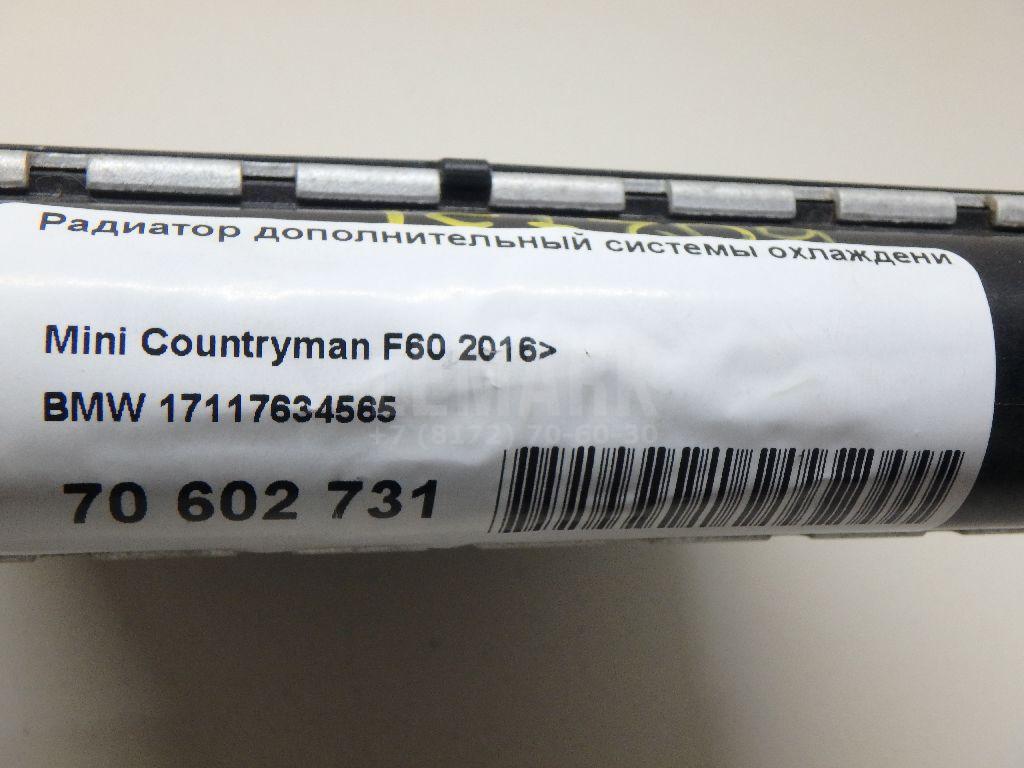 Радиатор дополнительный системы охлаждени
Mini Countryman F60 2016>
BMW 17117634565
+7 (8172) 70-60-30
70 602 731